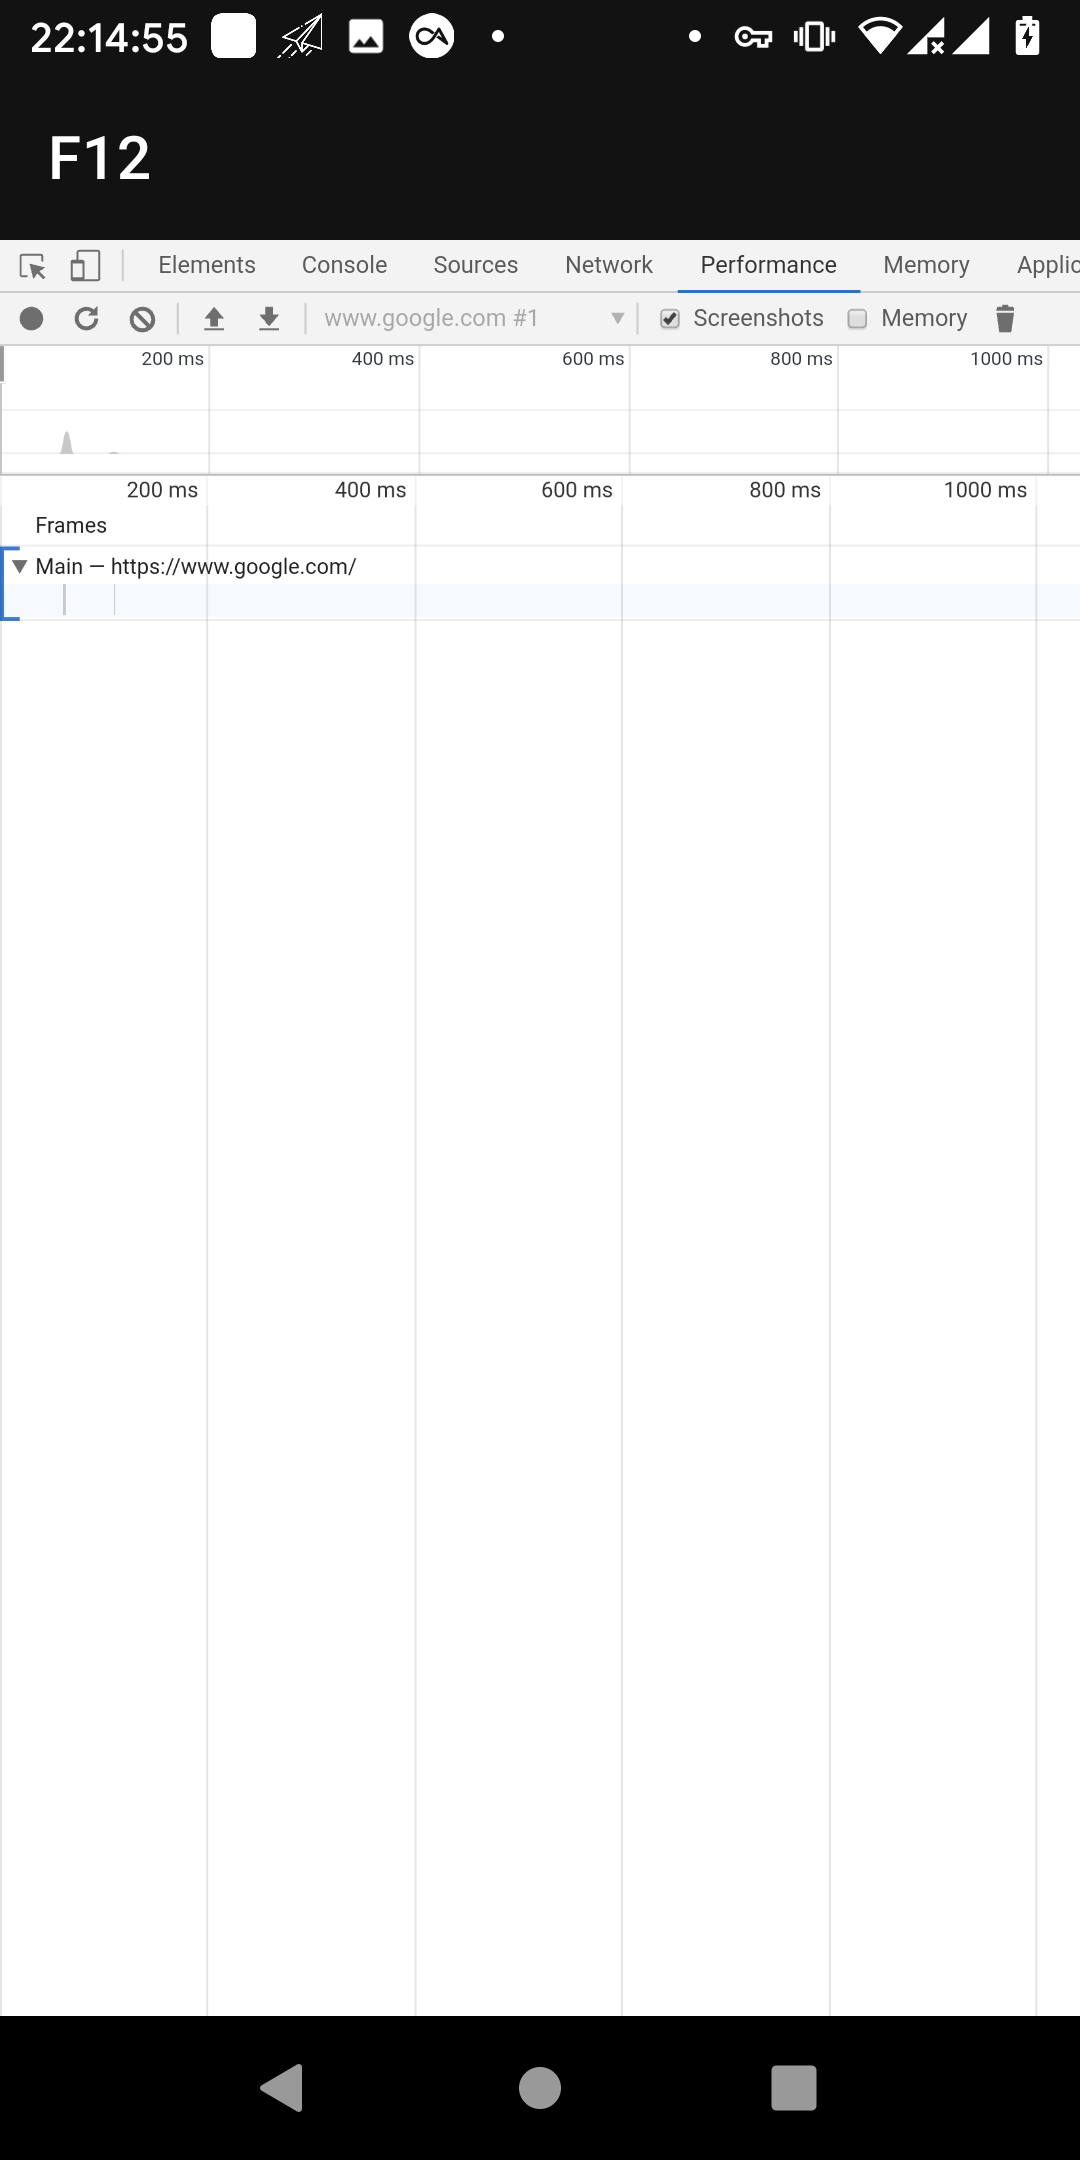 22:14:55
F12
Elements Console Sources Network Performance Memory Applic
www.google.com #1 Screenshots Memory
200 ms 400 ms 600 ms 800 ms 1000 ms
200 ms 400 ms 600 ms 800 ms 1000 ms
Frames
Main — https://www.google.com/